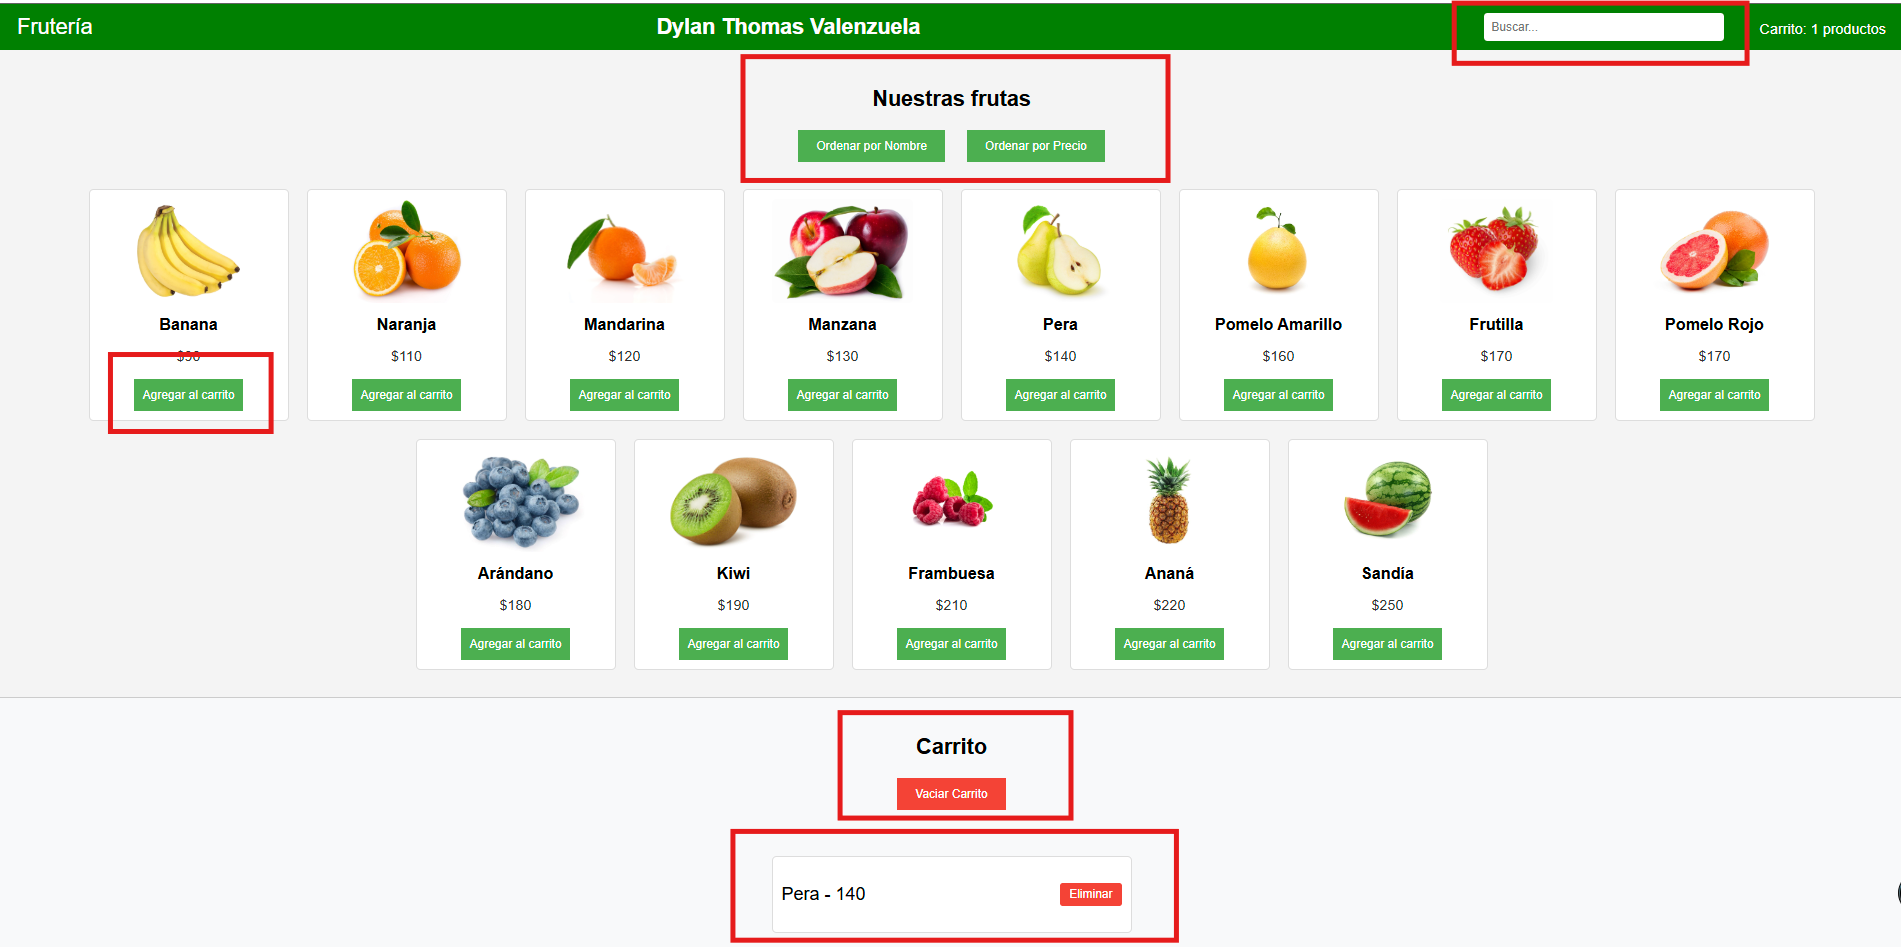 Frutería
Dylan Thomas Valenzuela
Buscar...
Carrito: 1 productos
Nuestras frutas
Ordenar por Nombre
Ordenar por Precio
Banana
$90
Agregar al carrito
Naranja
$110
Agregar al carrito
Mandarina
$120
Agregar al carrito
Manzana
$130
Agregar al carrito
Pera
$140
Agregar al carrito
Pomelo Amarillo
$160
Agregar al carrito
Frutilla
$170
Agregar al carrito
Pomelo Rojo
$170
Agregar al carrito
Arándano
$180
Agregar al carrito
Kiwi
$190
Agregar al carrito
Frambuesa
$210
Agregar al carrito
Ananá
$220
Agregar al carrito
Sandía
$250
Agregar al carrito
Carrito
Vaciar Carrito
Pera - 140
Eliminar